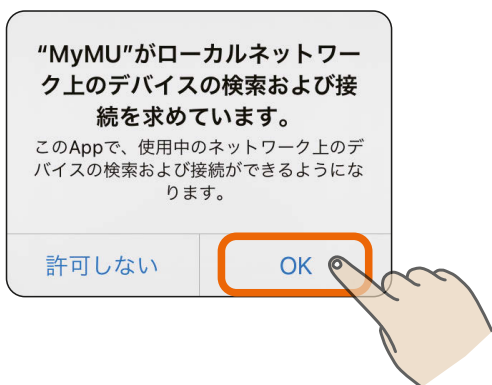 “MyMU”がローカルネットワー
ク上のデバイスの検索および接
続を求めています。
このAppで、使用中のネットワーク上のデ
バイスの検索および接続ができるようにな
ります。
許可しない
OK